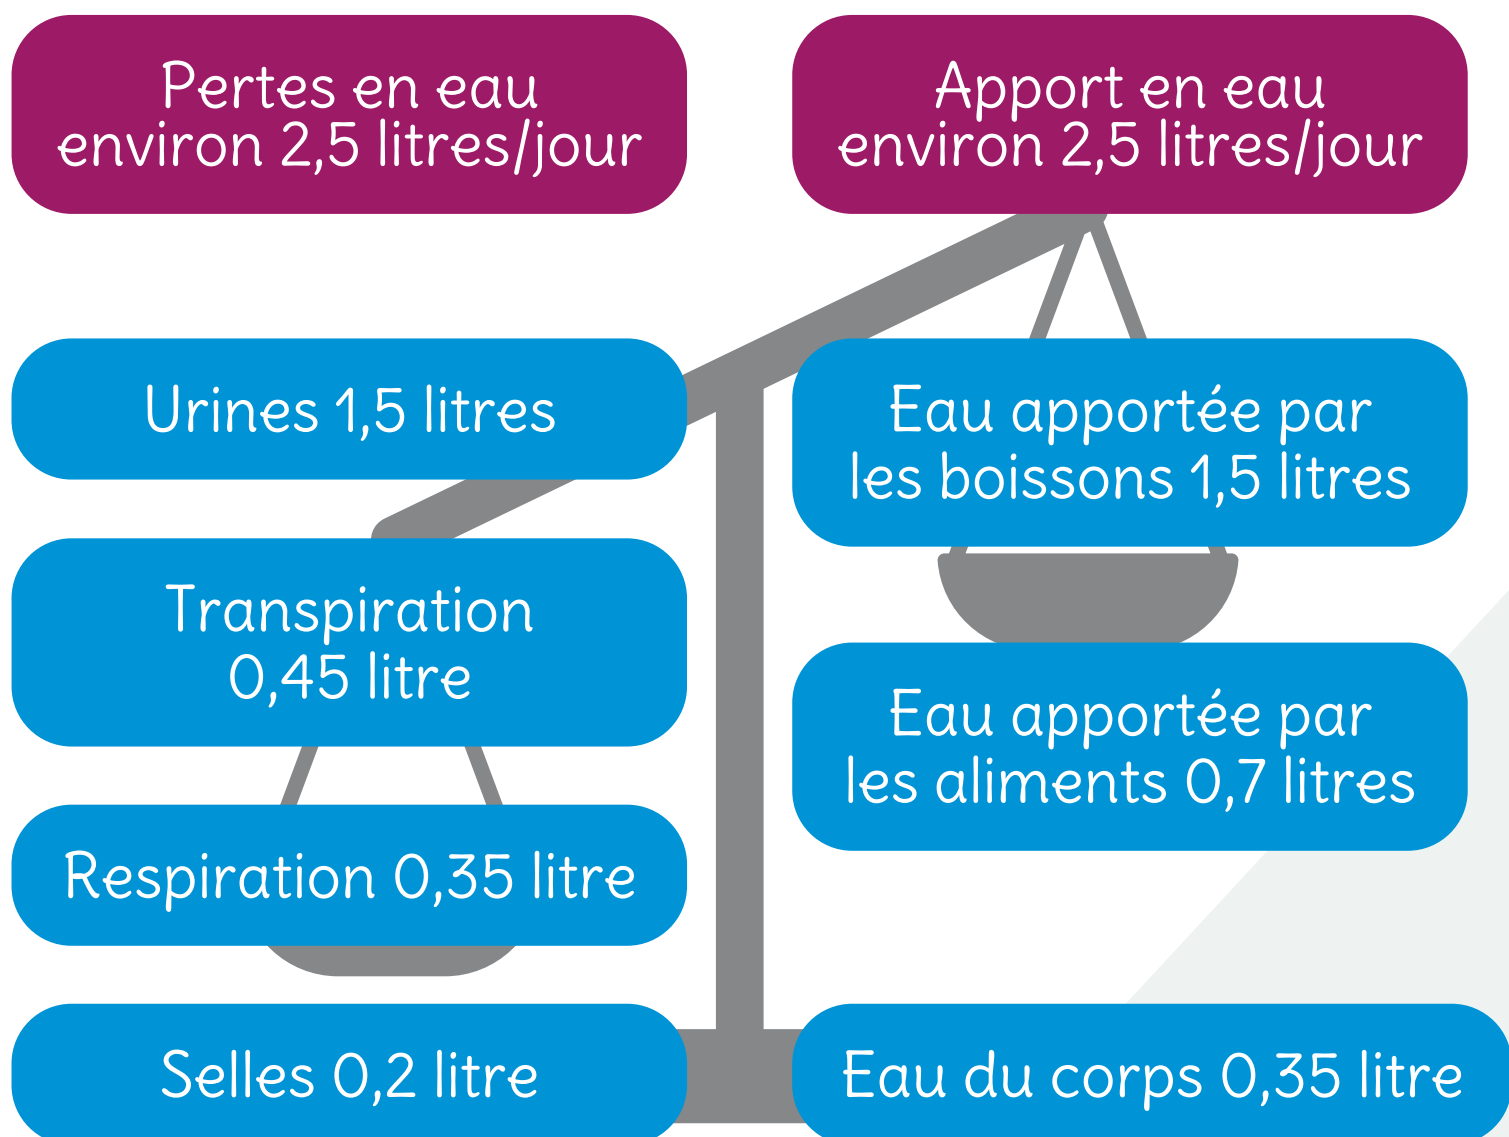 Pertes en eau
environ 2,5 litres/jour
Urines 1,5 litres
Transpiration
0,45 litre
Respiration 0,35 litre
Selles 0,2 litre
Apport en eau
environ 2,5 litres/jour
Eau apportée par
les boissons 1,5 litres
Eau apportée par
les aliments 0,7 litres
Eau du corps 0,35 litre